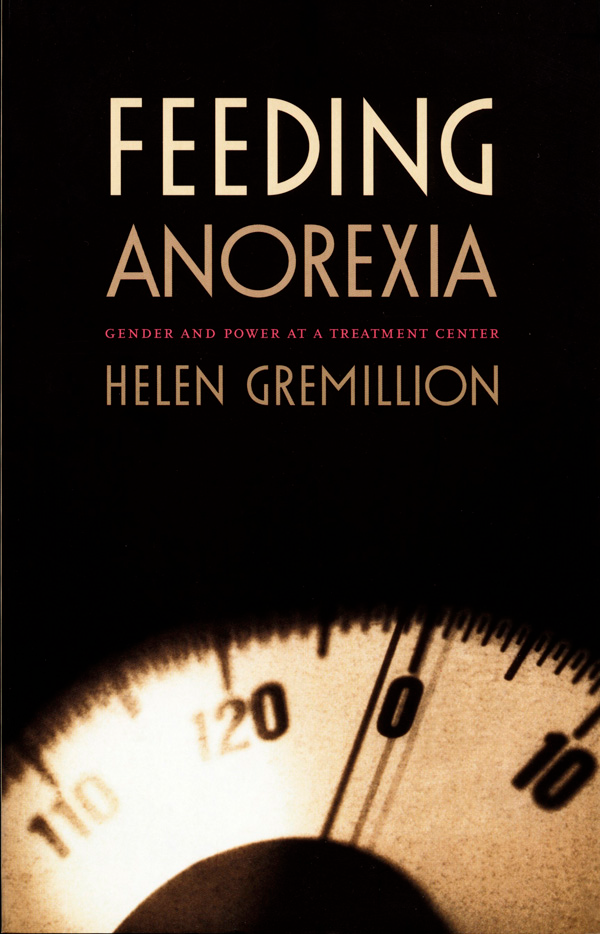 FEEDING
ANOREXIA
GENDER AND POWER AT A TREATMENT CENTER
HELEN GREMILLION
110
120
0
10